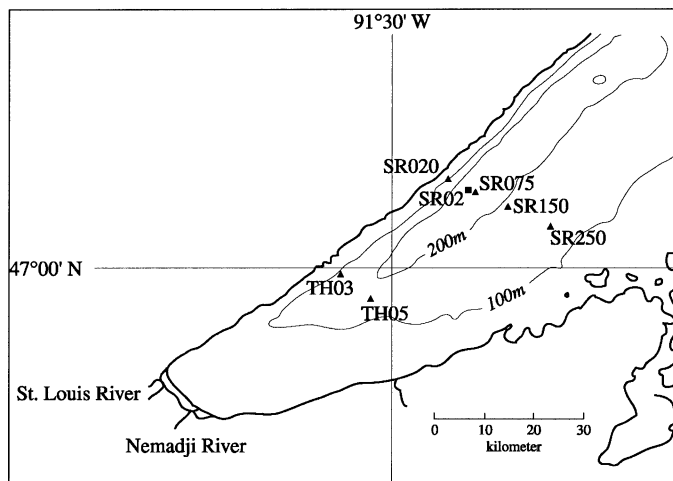 91°30' W
SR020
SR02
SR075
SR150
200m
SR250
47°00' N
TH03
100m
TH05
St. Louis River
Nemadji River
0 10 20 30
kilometer